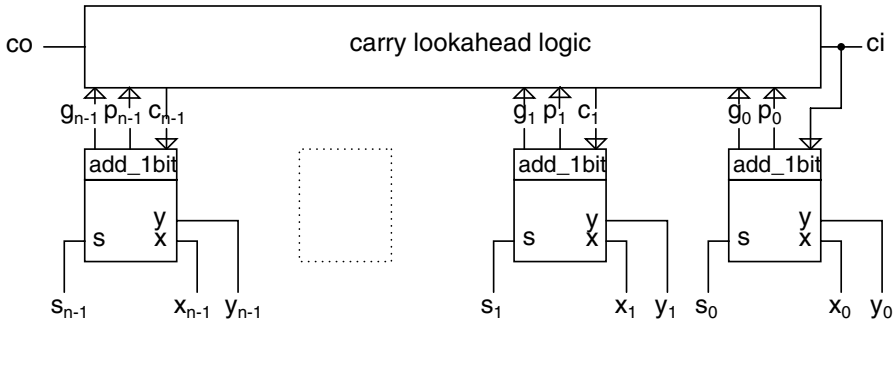 co carry lookahead logic ci
gn-1 pn-1 cn-1 g1 p1 c1 g0 p0
add_1bit add_1bit add_1bit
y y y
s x s x s x
sn-1 xn-1 yn-1 s1 x1 y1 s0 x0 y0